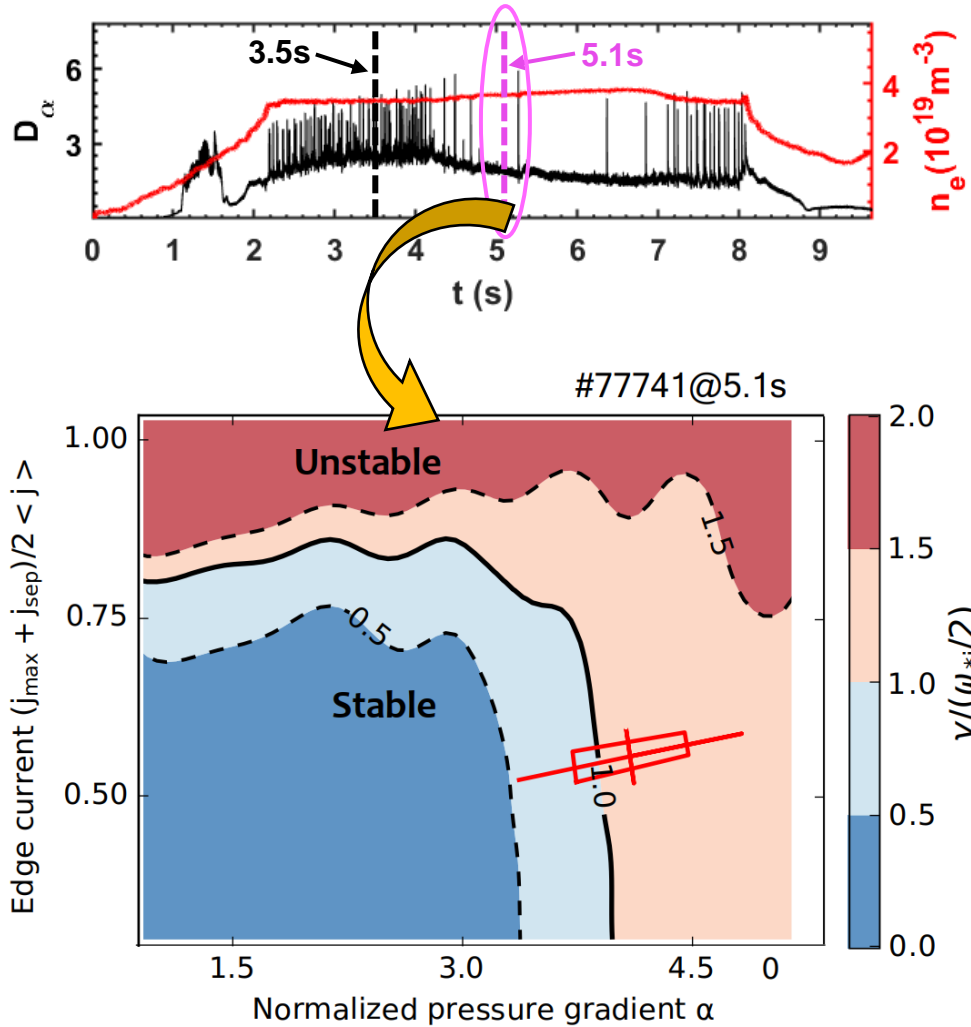 3.5s
5.1s
6
3
Dα
4
2
nₑ(10¹⁹m⁻³)
0 1 2 3 4 5 6 7 8 9
t (s)
#77741@5.1s
1.00
0.75
0.50
Edge current (jmax + jsep)/2 < j >
Unstable
1.5
0.5
Stable
1.0
1.5 3.0 4.5 0
Normalized pressure gradient α
2.0
1.5
1.0
0.5
0.0
γ/(ω*i/2)